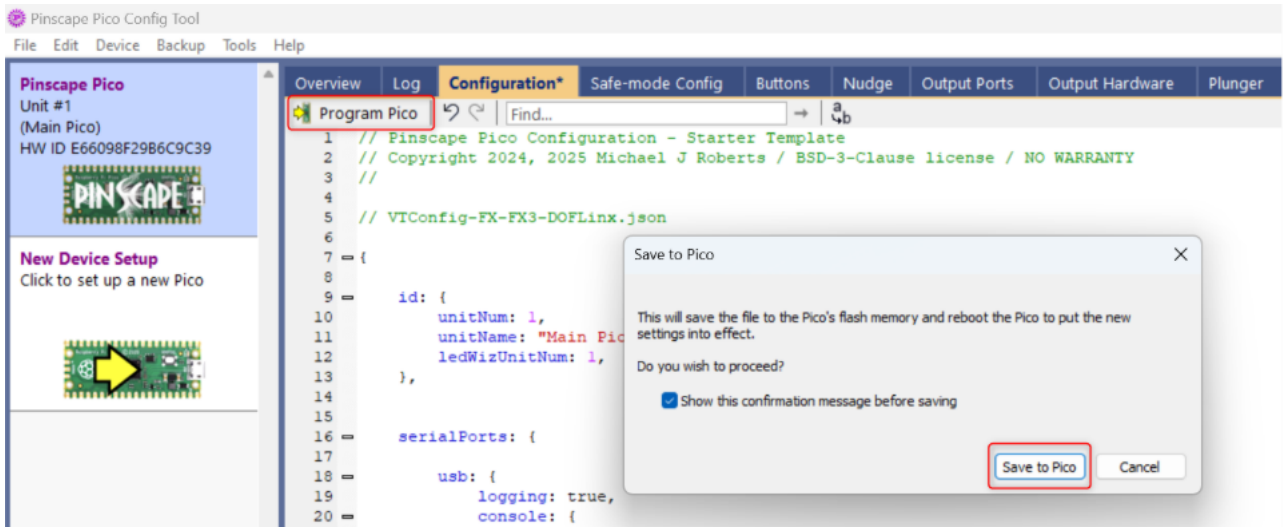 Pinscape Pico Config Tool
File Edit Device Backup Tools Help
Pinscape Pico
Unit #1
(Main Pico)
HW ID E66098F29B6C9C39
PINSCAPE
New Device Setup
Click to set up a new Pico
Overview Log Configuration* Safe-mode Config Buttons Nudge Output Ports Output Hardware Plunger
Program Pico Find... → a b
1 // Pinscape Pico Configuration - Starter Template
2 // Copyright 2024, 2025 Michael J Roberts / BSD-3-Clause license / NO WARRANTY
3 //
4
5 // VTConfig-FX-FX3-DOFLinx.json
6
7 {
8
9 id: {
10 unitNum: 1,
11 unitName: "Main Pic
12 ledWizUnitNum: 1,
13 },
14
15
16 serialPorts: {
17
18 usb: {
19 logging: true,
20 console: {
Save to Pico
This will save the file to the Pico's flash memory and reboot the Pico to put the new
settings into effect.
Do you wish to proceed?
Show this confirmation message before saving
Save to Pico Cancel